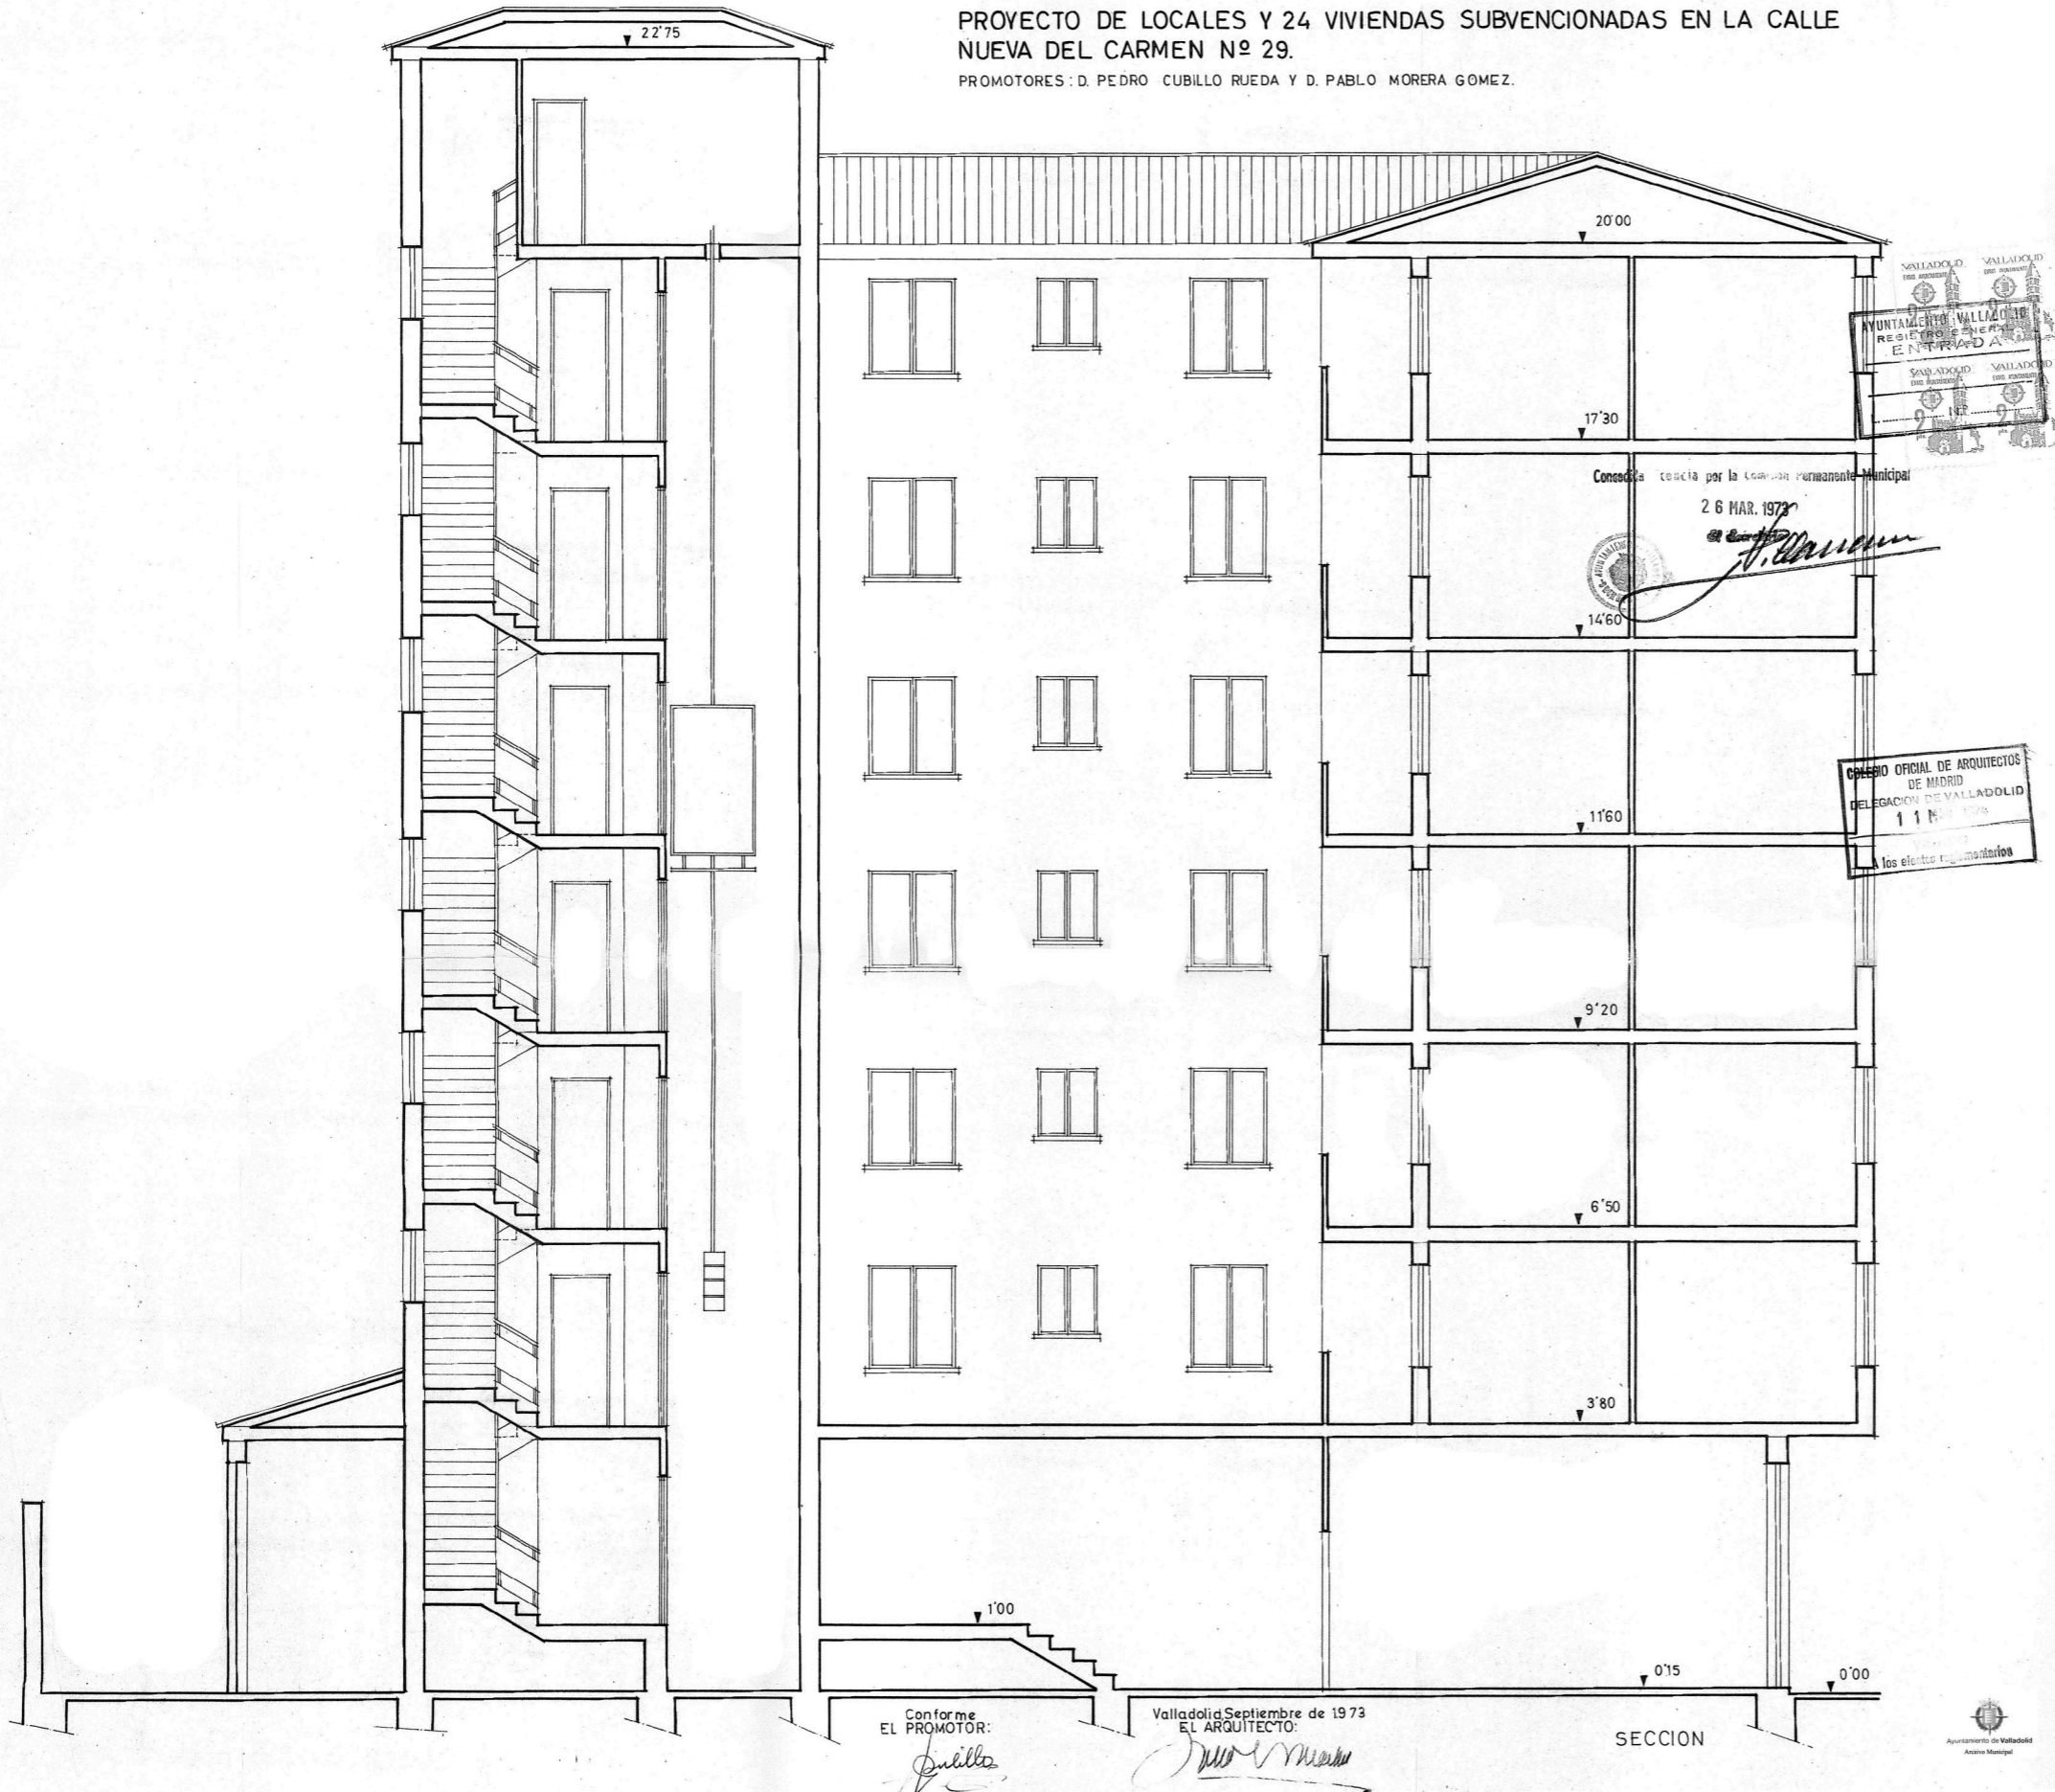 PROYECTO DE LOCALES Y 24 VIVIENDAS SUBVENCIONADAS EN LA CALLE
NUEVA DEL CARMEN Nº 29.
PROMOTORES: D. PEDRO CUBILLO RUEDA Y D. PABLO MORERA GOMEZ.
22'75
20'00
VALLADOLID VALLADOLID
AYUNTAMIENTO VALLADOLID
REGISTRO GENERAL
ENTRADA
VALLADOLID VALLADOLID
Nº
17'30
por la Permanente Municipal
26 MAR. 1973
14'60
COLEGIO OFICIAL DE ARQUITECTOS
DE MADRID
DELEGACION DE VALLADOLID
11
A los efectos reglamentarios
11'60
9'20
6'50
3'80
1'00
0'15
0'00
Conforme
EL PROMOTOR:
Valladolid, Septiembre de 1973
EL ARQUITECTO:
SECCION
Ayuntamiento de Valladolid
Archivo Municipal